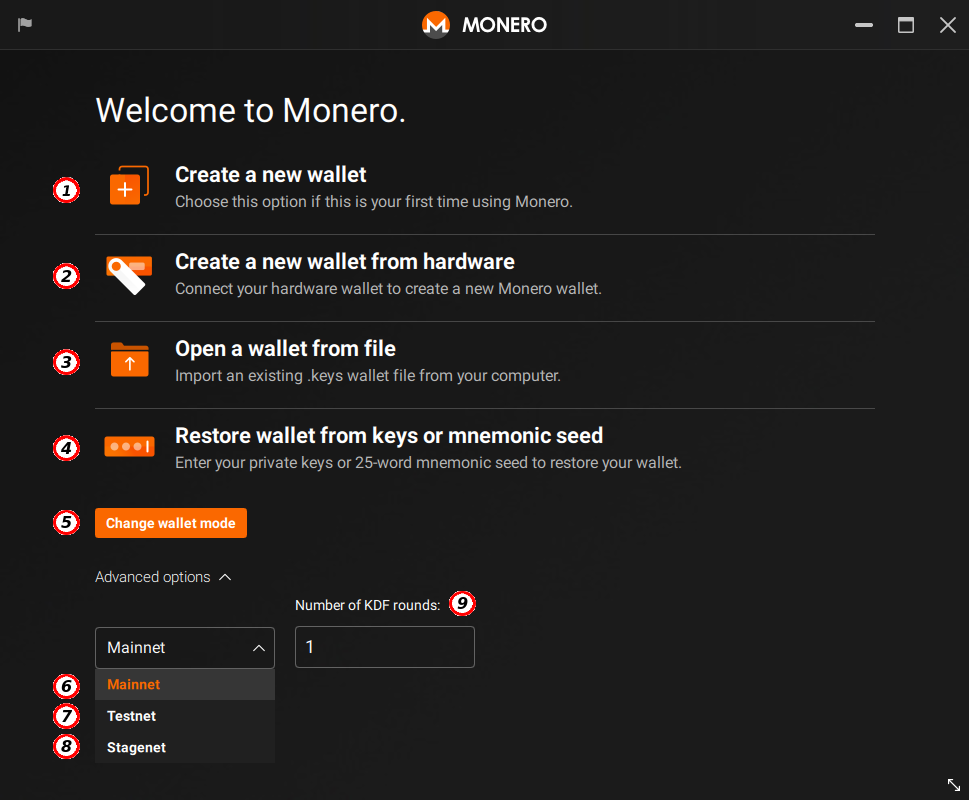 MONERO
Welcome to Monero.
1
Create a new wallet
Choose this option if this is your first time using Monero.
2
Create a new wallet from hardware
Connect your hardware wallet to create a new Monero wallet.
3
Open a wallet from file
Import an existing .keys wallet file from your computer.
4
Restore wallet from keys or mnemonic seed
Enter your private keys or 25-word mnemonic seed to restore your wallet.
5 Change wallet mode
Advanced options
Number of KDF rounds: 9
Mainnet 1
6 Mainnet
7 Testnet
8 Stagenet